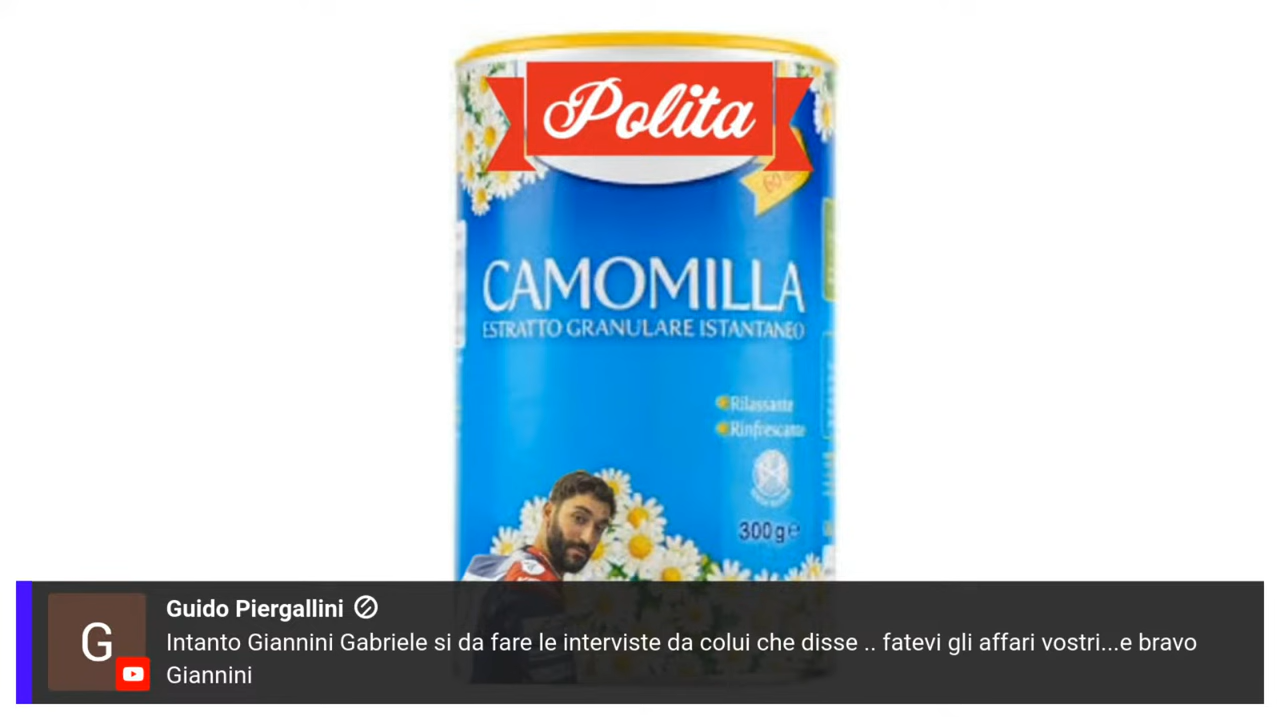 Polita
CAMOMILLA
ESTRATTO GRANULARE ISTANTANEO
Rilassante
Rinfrescante
300g℮
Guido Piergallini
G
Intanto Giannini Gabriele si da fare le interviste da colui che disse .. fatevi gli affari vostri...e bravo
Giannini